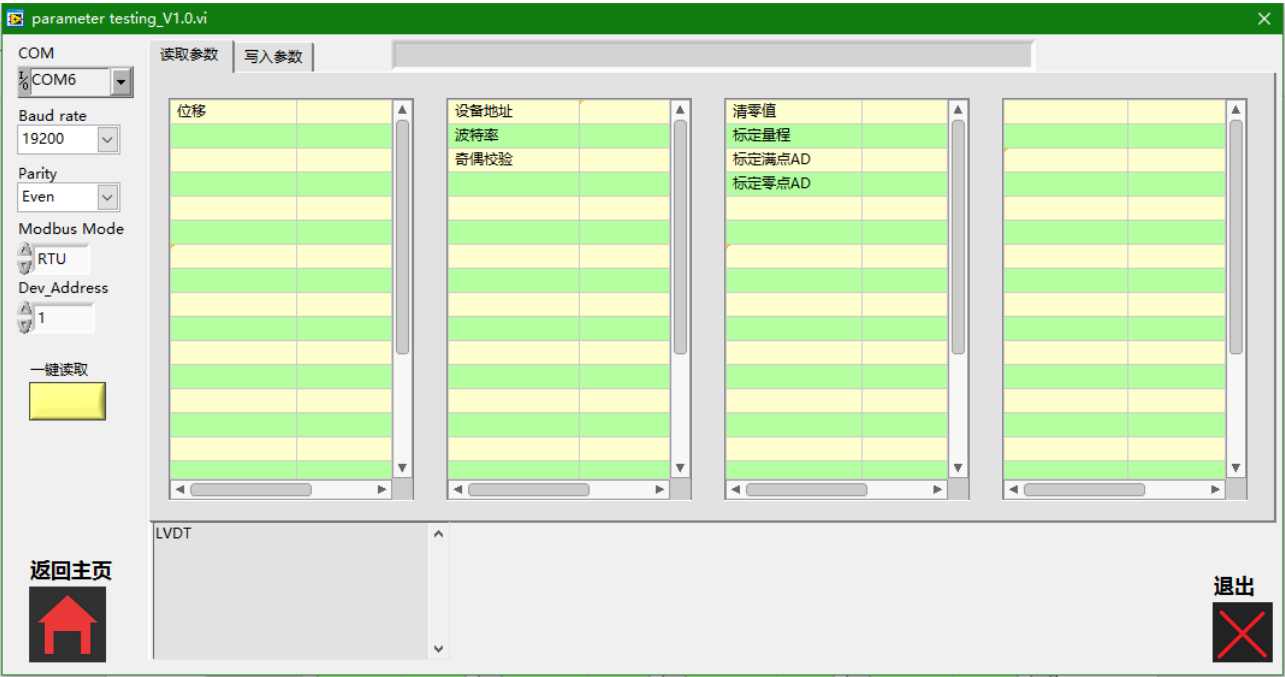 parameter testing_V1.0.vi
COM
COM6
Baud rate
19200
Parity
Even
Modbus Mode
RTU
Dev_Address
1
一键读取
返回主页
读取参数 写入参数
位移
设备地址
波特率
奇偶校验
清零值
标定量程
标定满点AD
标定零点AD
LVDT
退出